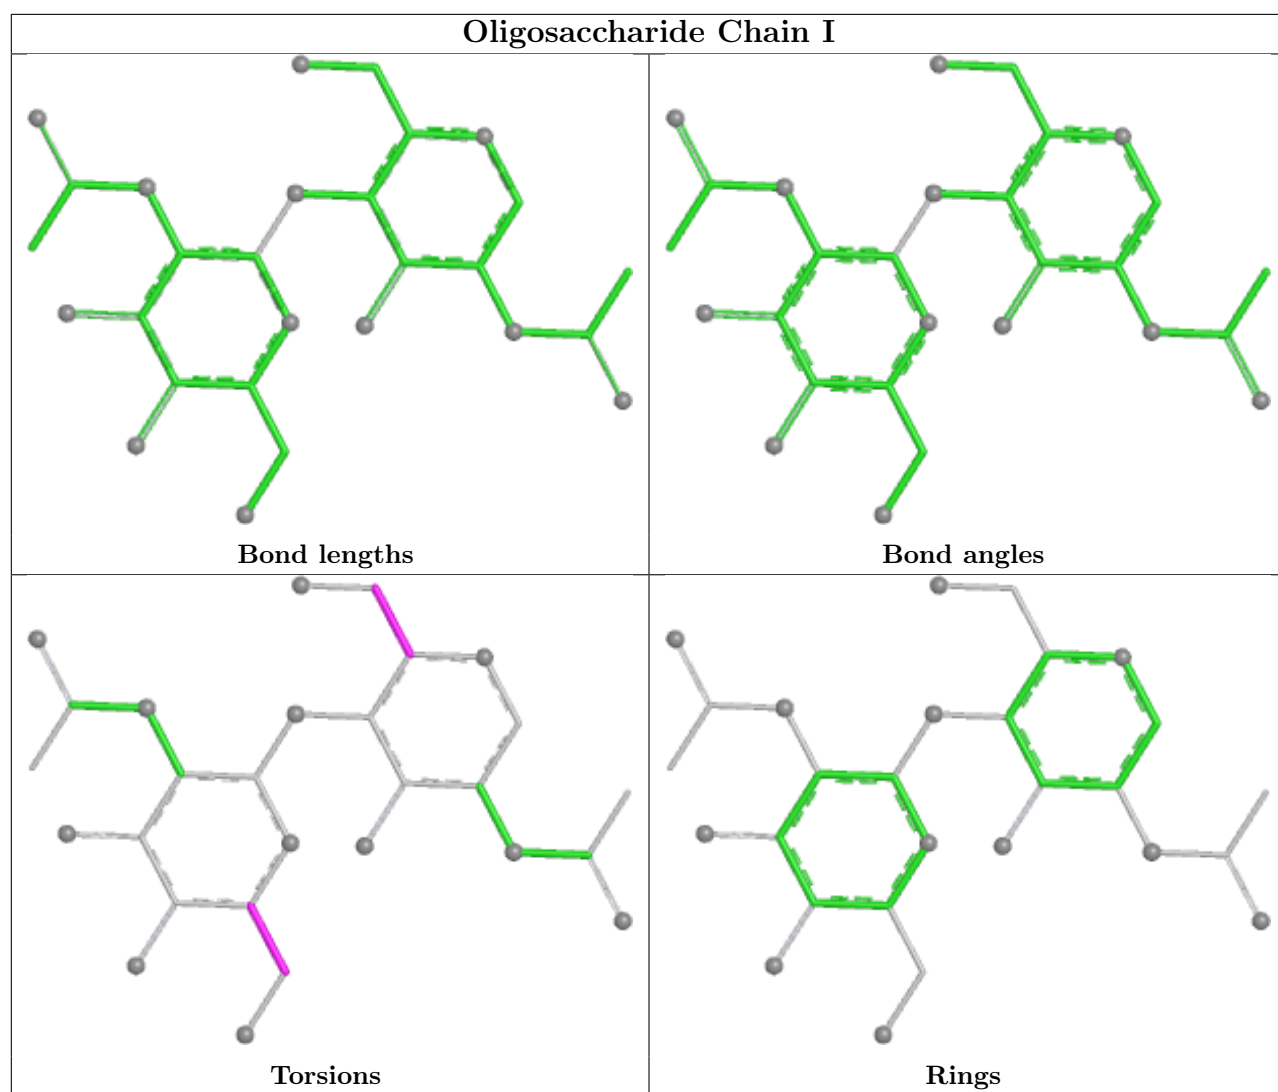 Oligosaccharide Chain I
Bond lengths
Bond angles
Torsions
Rings